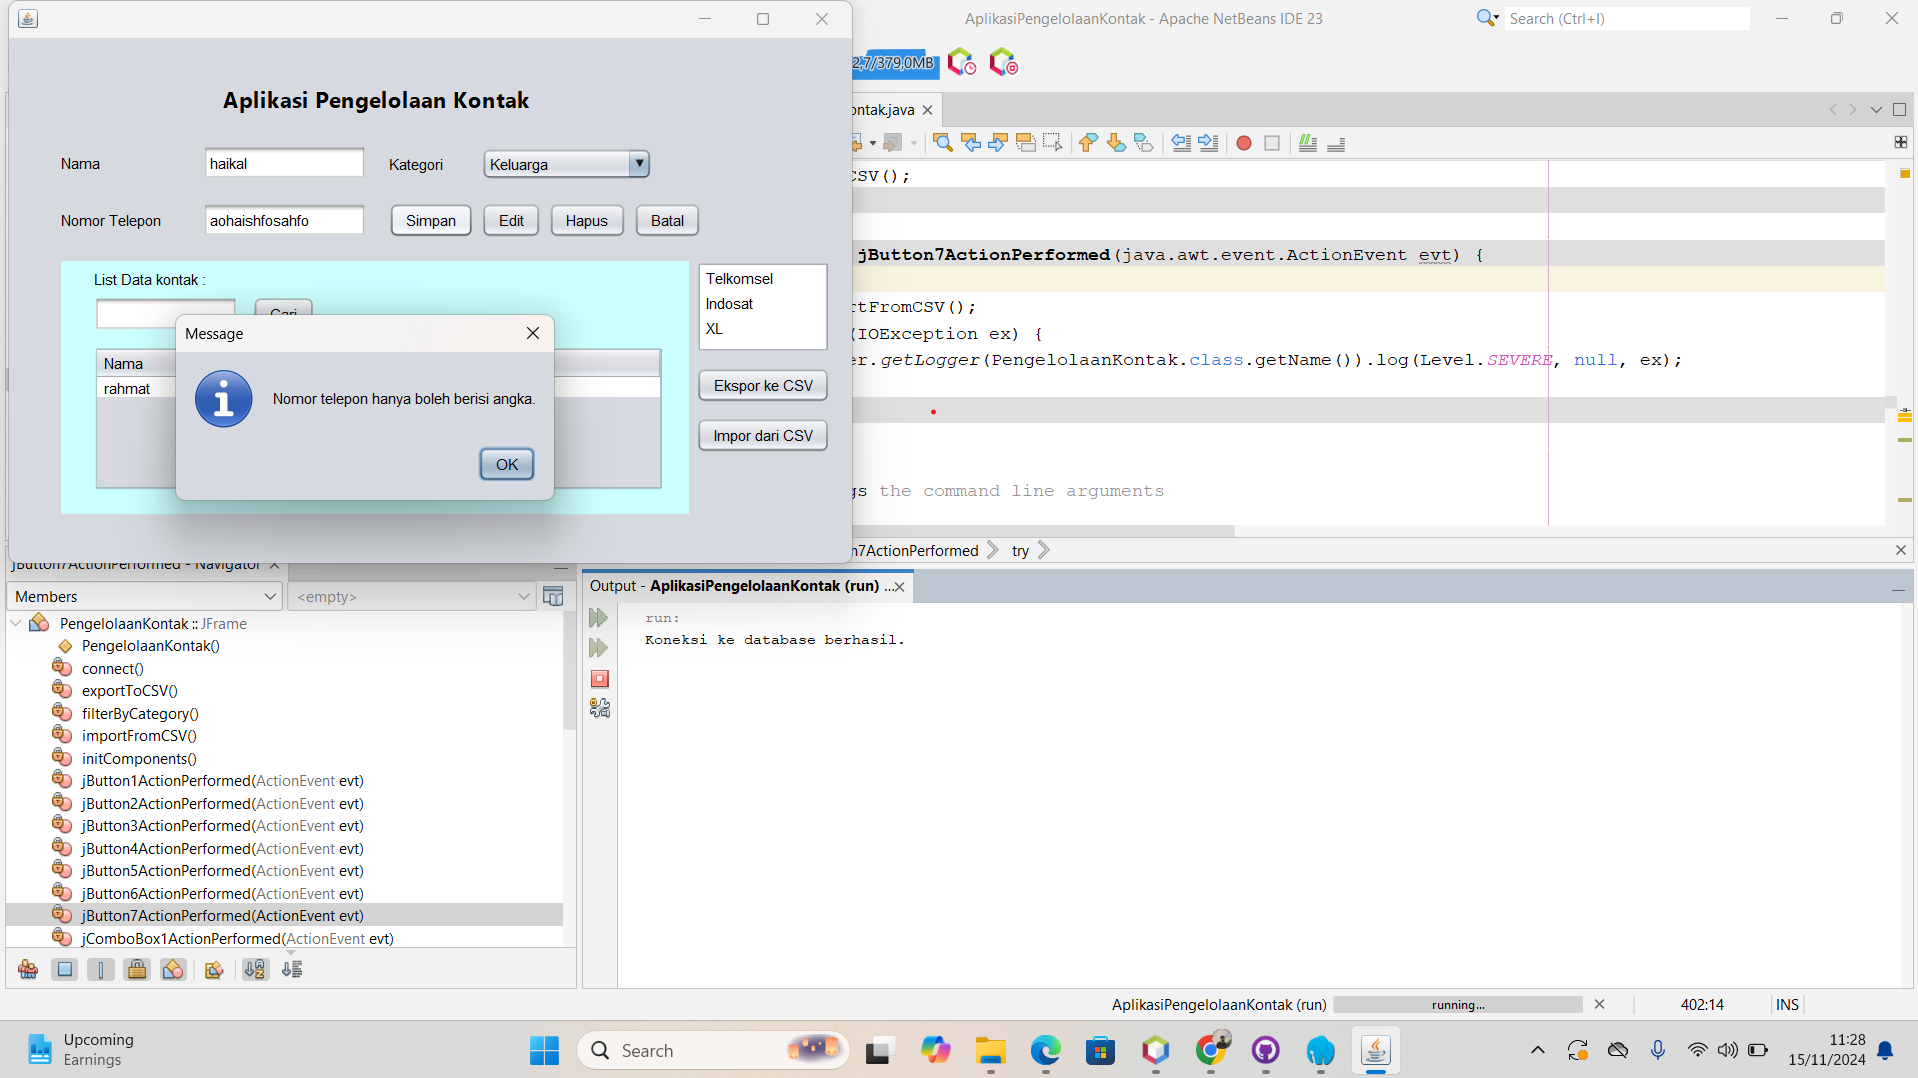 AplikasiPengelolaanKontak - Apache NetBeans IDE 23
Search (Ctrl+I)
2,7/379,0MB
Aplikasi Pengelolaan Kontak
Nama
haikal
Kategori
Keluarga
Nomor Telepon
aohaishfosahfo
Simpan
Edit
Hapus
Batal
List Data kontak :
Cari
Nama
rahmat
Telkomsel
Indosat
XL
Ekspor ke CSV
Impor dari CSV
Message
Nomor telepon hanya boleh berisi angka.
OK
ontak.java
CSV();
jButton7ActionPerformed(java.awt.event.ActionEvent evt) {
rtFromCSV();
(IOException ex) {
er.getLogger(PengelolaanKontak.class.getName()).log(Level.SEVERE, null, ex);
gs the command line arguments
n7ActionPerformed
try
jButton7ActionPerformed - Navigator
Members
<empty>
PengelolaanKontak :: JFrame
PengelolaanKontak()
connect()
exportToCSV()
filterByCategory()
importFromCSV()
initComponents()
jButton1ActionPerformed(ActionEvent evt)
jButton2ActionPerformed(ActionEvent evt)
jButton3ActionPerformed(ActionEvent evt)
jButton4ActionPerformed(ActionEvent evt)
jButton5ActionPerformed(ActionEvent evt)
jButton6ActionPerformed(ActionEvent evt)
jButton7ActionPerformed(ActionEvent evt)
jComboBox1ActionPerformed(ActionEvent evt)
Output - AplikasiPengelolaanKontak (run) ...
run:
Koneksi ke database berhasil.
AplikasiPengelolaanKontak (run)
running...
402:14
INS
Upcoming
Earnings
Search
11:28
15/11/2024